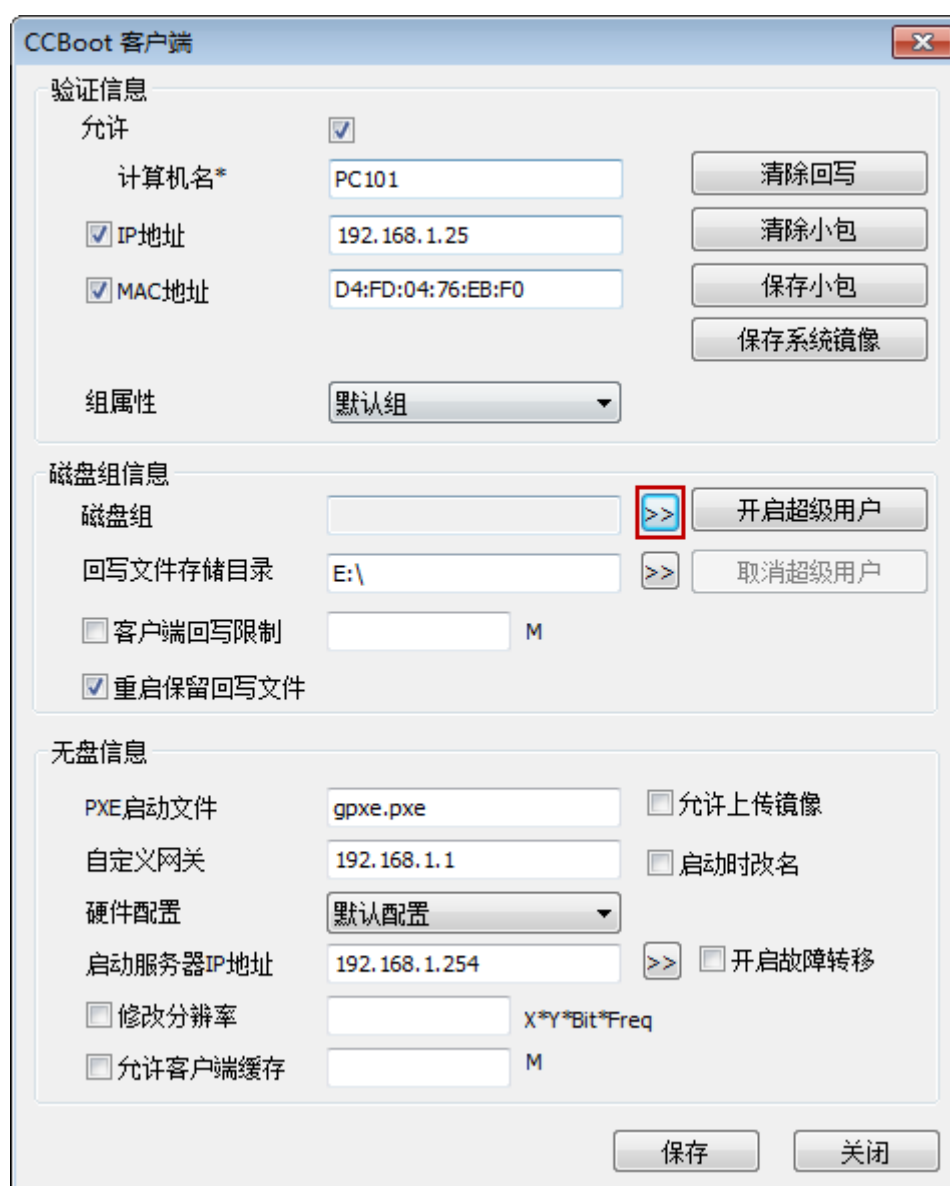 CCBoot 客户端
验证信息
允许
计算机名* PC101 清除回写
IP地址 192.168.1.25 清除小包
MAC地址 D4:FD:04:76:EB:F0 保存小包
保存系统镜像
组属性 默认组
磁盘组信息
磁盘组 >> 开启超级用户
回写文件存储目录 E:\ >> 取消超级用户
客户端回写限制 M
重启保留回写文件
无盘信息
PXE启动文件 gpxe.pxe 允许上传镜像
自定义网关 192.168.1.1 启动时改名
硬件配置 默认配置
启动服务器IP地址 192.168.1.254 >> 开启故障转移
修改分辨率 X*Y*Bit*Freq
允许客户端缓存 M
保存 关闭